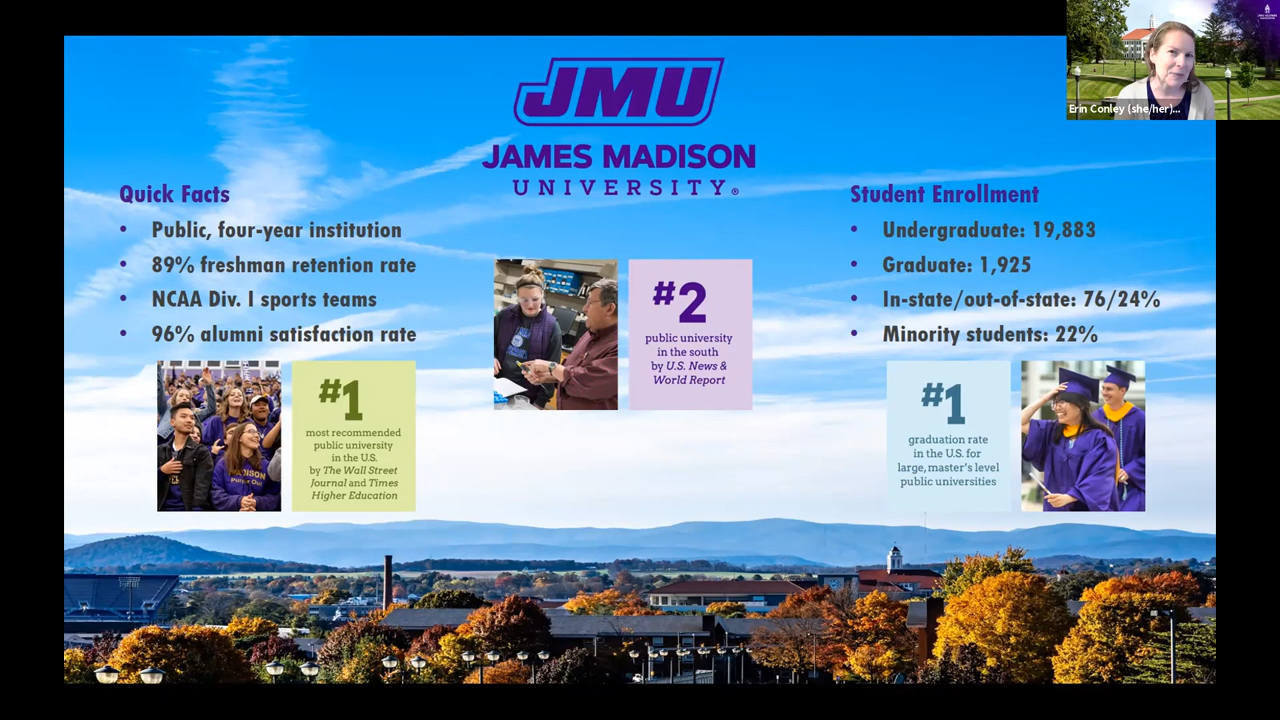 JMU
JAMES MADISON
UNIVERSITY®
Erin Conley (she/her)...
Quick Facts
• Public, four-year institution
• 89% freshman retention rate
• NCAA Div. I sports teams
• 96% alumni satisfaction rate
#1
most recommended
public university
in the U.S.
by The Wall Street
Journal and Times
Higher Education
#2
public university
in the south
by U.S. News &
World Report
Student Enrollment
• Undergraduate: 19,883
• Graduate: 1,925
• In-state/out-of-state: 76/24%
• Minority students: 22%
#1
graduation rate
in the U.S. for
large, master's level
public universities